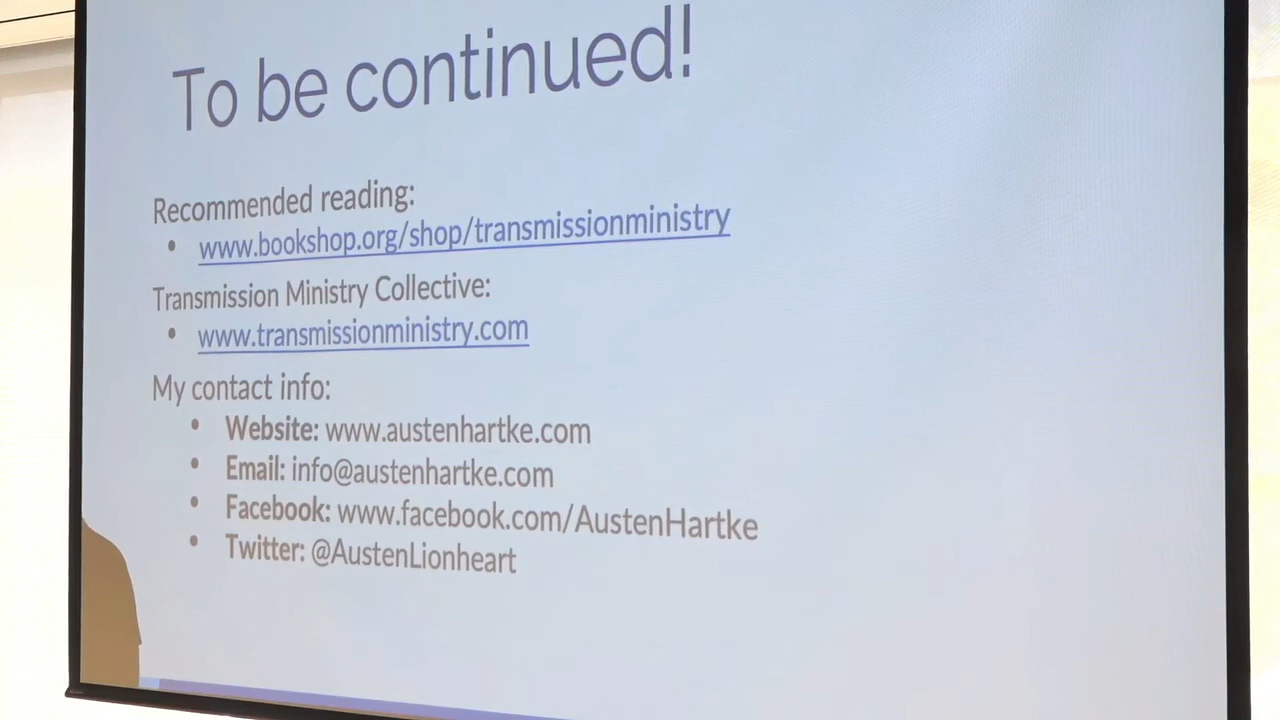 To be continued!
Recommended reading:
• www.bookshop.org/shop/transmissionministry
Transmission Ministry Collective:
• www.transmissionministry.com
My contact info:
• Website: www.austenhartke.com
• Email: info@austenhartke.com
• Facebook: www.facebook.com/AustenHartke
• Twitter: @AustenLionheart